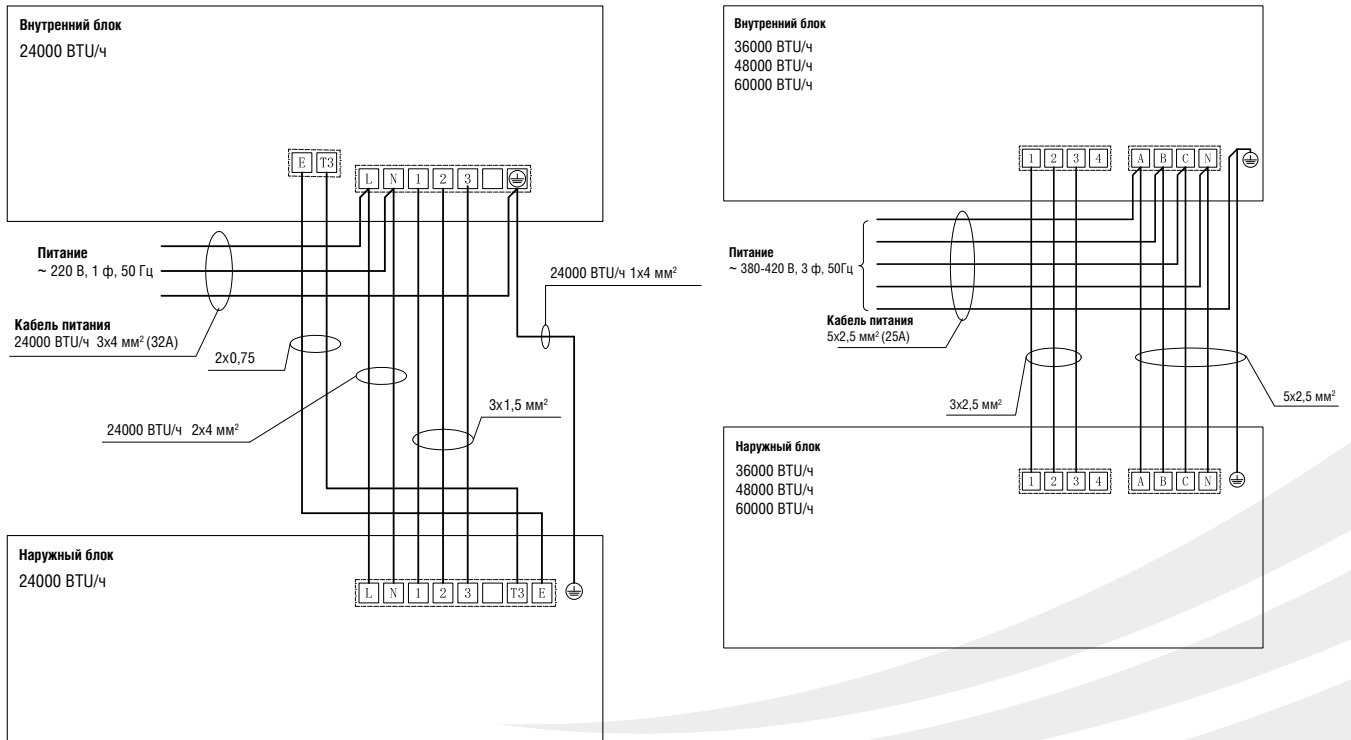 Внутренний блок
24000 BTU/ч
E T3
L N 1 2 3
Питание
~ 220 В, 1 ф, 50 Гц
24000 BTU/ч 1x4 мм²
Кабель питания
24000 BTU/ч 3x4 мм² (32A)
2x0,75
3x1,5 мм²
24000 BTU/ч 2x4 мм²
Наружный блок
24000 BTU/ч
L N 1 2 3 T3 E
Внутренний блок
36000 BTU/ч
48000 BTU/ч
60000 BTU/ч
1 2 3 4 A B C N
Питание
~ 380-420 В, 3 ф, 50Гц
Кабель питания
5x2,5 мм² (25A)
3x2,5 мм²
5x2,5 мм²
Наружный блок
36000 BTU/ч
48000 BTU/ч
60000 BTU/ч
1 2 3 4 A B C N